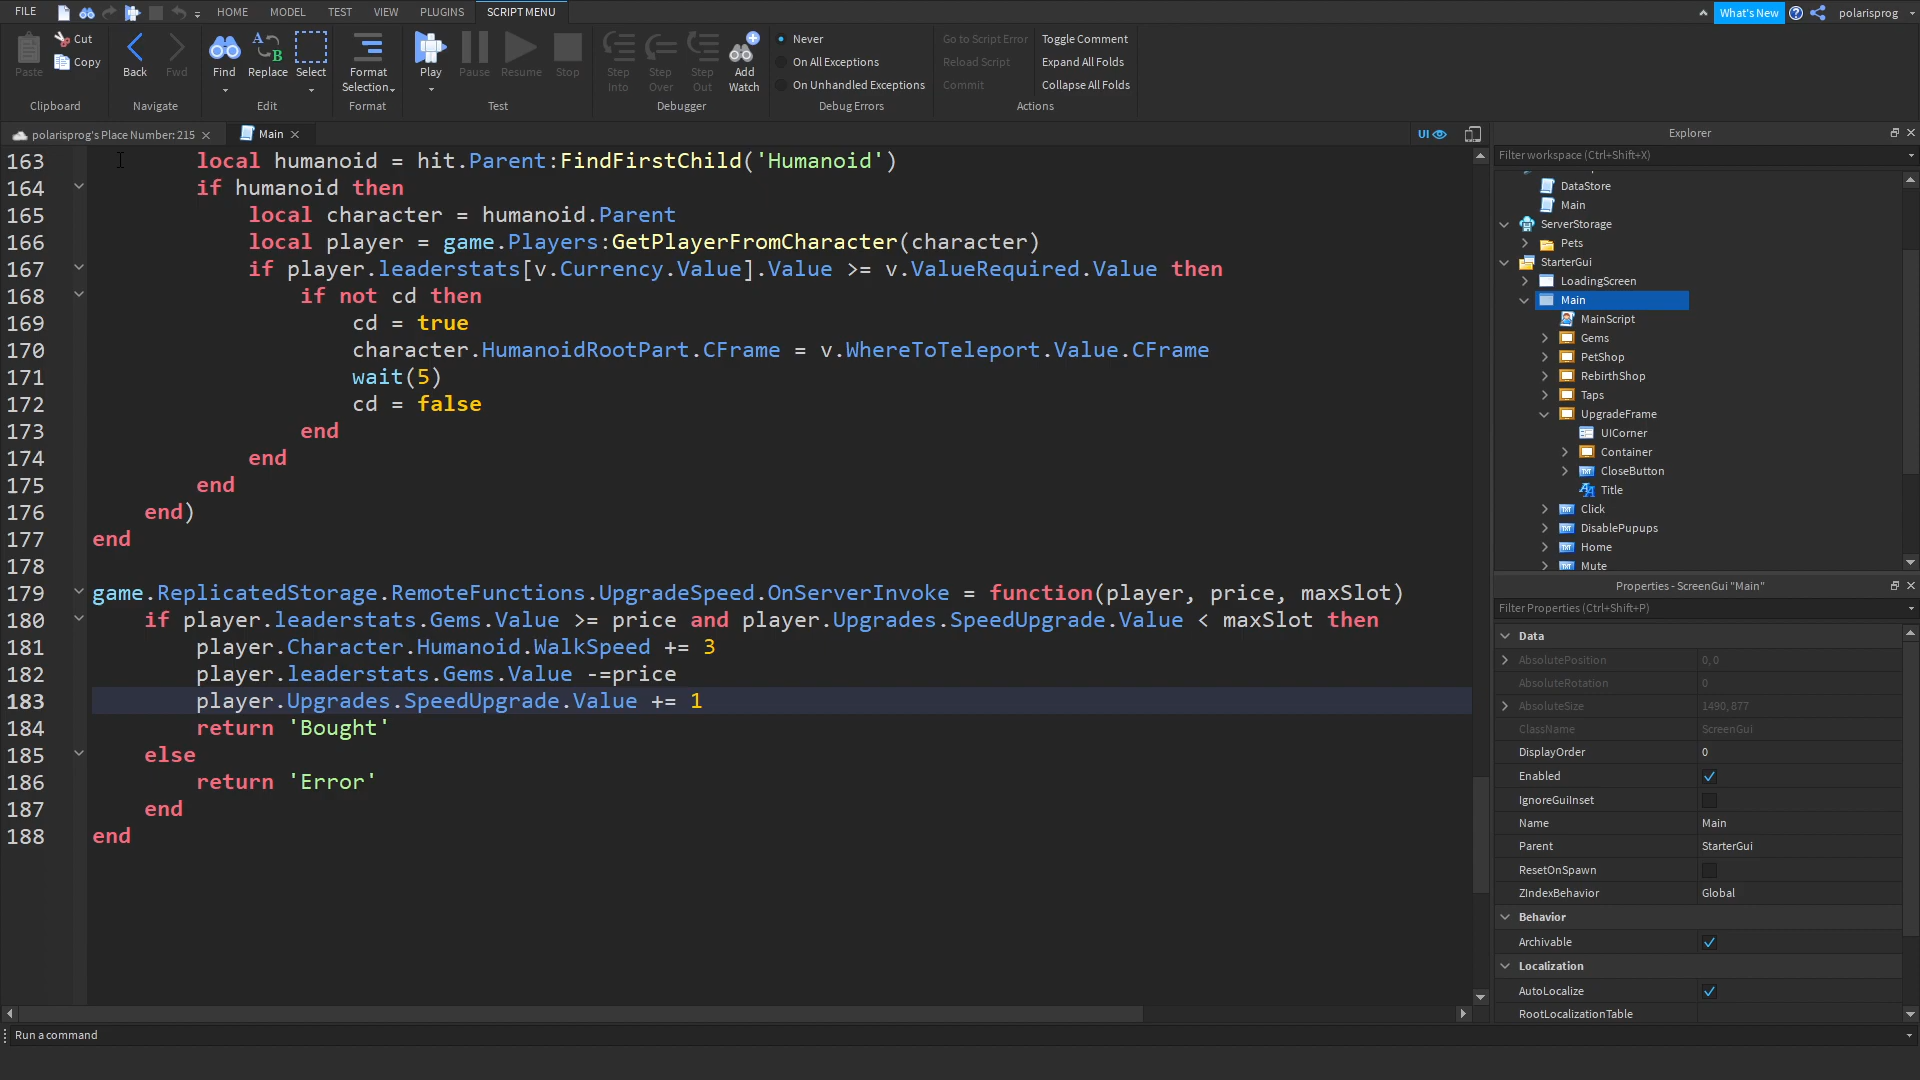 FILE
HOME
MODEL
TEST
VIEW
PLUGINS
SCRIPT MENU
What's New
polarisprog
Paste
Cut
Copy
Clipboard
Back
Fwd
Navigate
Find
Replace
Select
Edit
Format
Selection
Format
Play
Pause
Resume
Stop
Test
Step
Into
Step
Over
Step
Out
Add
Watch
Debugger
Never
On All Exceptions
On Unhandled Exceptions
Debug Errors
Go to Script Error
Reload Script
Commit
Toggle Comment
Expand All Folds
Collapse All Folds
Actions
polarisprog's Place Number: 215
Main
UI
163 local humanoid = hit.Parent:FindFirstChild('Humanoid')
164 if humanoid then
165 local character = humanoid.Parent
166 local player = game.Players:GetPlayerFromCharacter(character)
167 if player.leaderstats[v.Currency.Value].Value >= v.ValueRequired.Value then
168 if not cd then
169 cd = true
170 character.HumanoidRootPart.CFrame = v.WhereToTeleport.Value.CFrame
171 wait(5)
172 cd = false
173 end
174 end
175 end
176 end)
177 end
178
179 game.ReplicatedStorage.RemoteFunctions.UpgradeSpeed.OnServerInvoke = function(player, price, maxSlot)
180 if player.leaderstats.Gems.Value >= price and player.Upgrades.SpeedUpgrade.Value < maxSlot then
181 player.Character.Humanoid.WalkSpeed += 3
182 player.leaderstats.Gems.Value -=price
183 player.Upgrades.SpeedUpgrade.Value += 1
184 return 'Bought'
185 else
186 return 'Error'
187 end
188 end
Run a command
Explorer
Filter workspace (Ctrl+Shift+X)
DataStore
Main
ServerStorage
Pets
StarterGui
LoadingScreen
Main
MainScript
Gems
PetShop
RebirthShop
Taps
UpgradeFrame
UICorner
Container
CloseButton
Title
Click
DisablePupups
Home
Mute
Properties - ScreenGui "Main"
Filter Properties (Ctrl+Shift+P)
Data
AbsolutePosition 0, 0
AbsoluteRotation 0
AbsoluteSize 1490, 877
ClassName ScreenGui
DisplayOrder 0
Enabled
IgnoreGuiInset
Name Main
Parent StarterGui
ResetOnSpawn
ZIndexBehavior Global
Behavior
Archivable
Localization
AutoLocalize
RootLocalizationTable